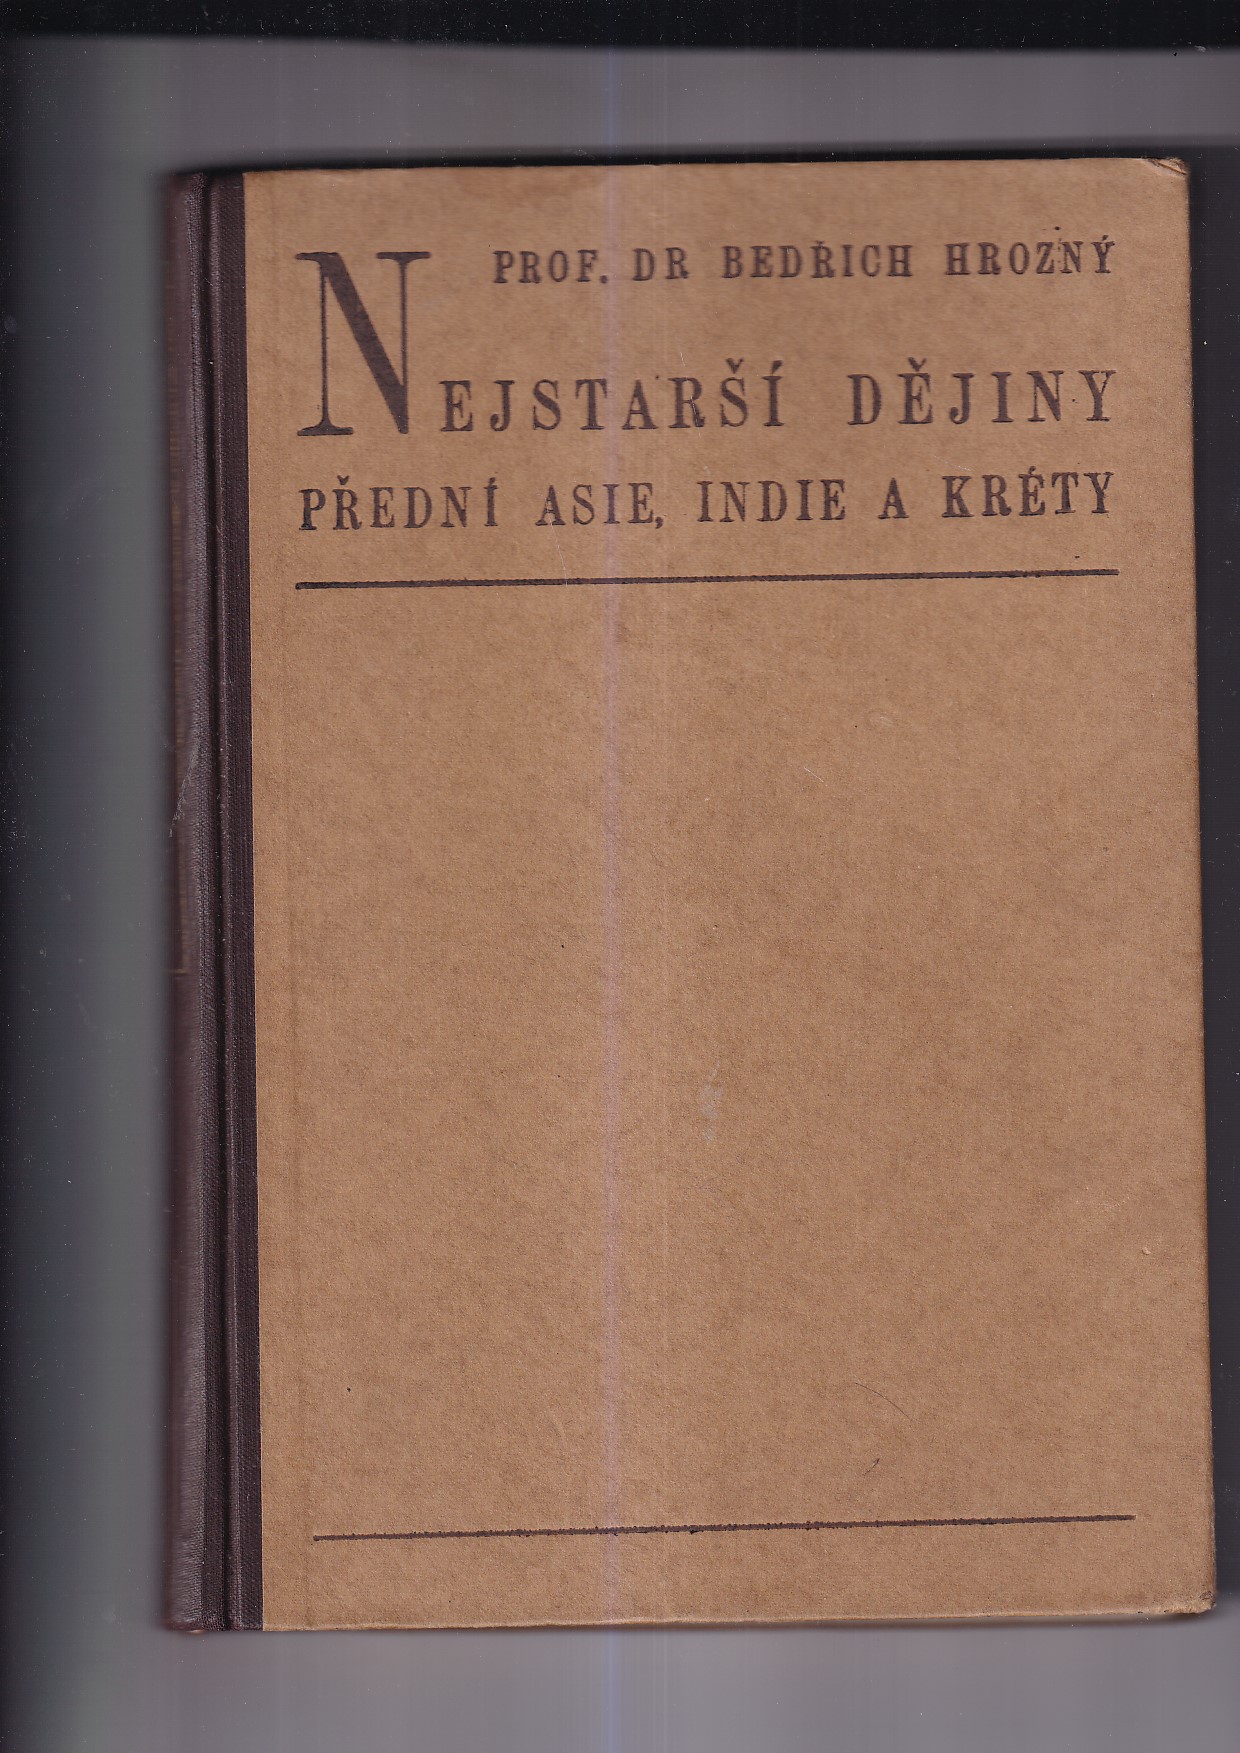 PROF. DR BEDŘICH HROZNÝ
NEJSTARŠÍ DĚJINY
PŘEDNÍ ASIE, INDIE A KRÉTY